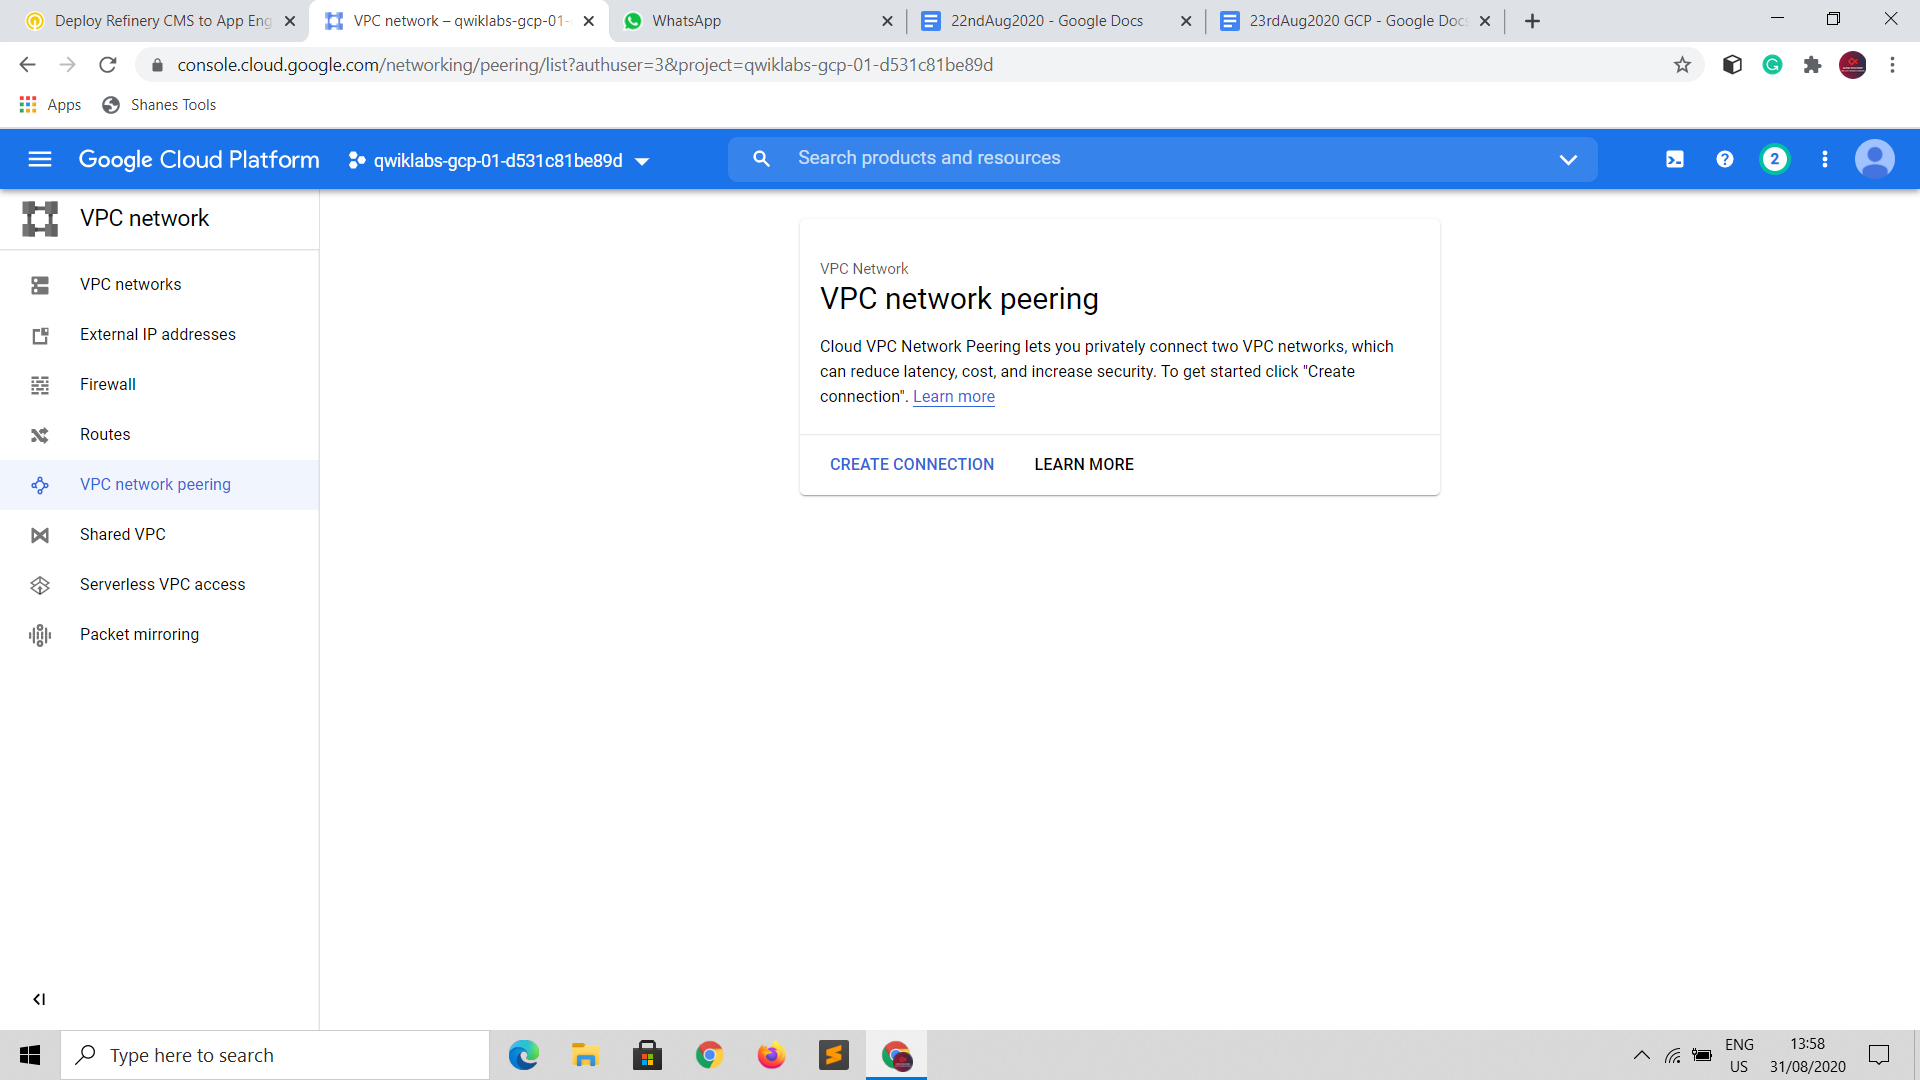 Deploy Refinery CMS to App Eng
VPC network – qwiklabs-gcp-01-
WhatsApp
22ndAug2020 - Google Docs
23rdAug2020 GCP - Google Docs
console.cloud.google.com/networking/peering/list?authuser=3&project=qwiklabs-gcp-01-d531c81be89d
Apps
Shanes Tools
Google Cloud Platform
qwiklabs-gcp-01-d531c81be89d
Search products and resources
2
VPC network
VPC networks
External IP addresses
Firewall
Routes
VPC network peering
Shared VPC
Serverless VPC access
Packet mirroring
VPC Network
VPC network peering
Cloud VPC Network Peering lets you privately connect two VPC networks, which
can reduce latency, cost, and increase security. To get started click "Create
connection". Learn more
CREATE CONNECTION
LEARN MORE
Type here to search
ENG
US
13:58
31/08/2020